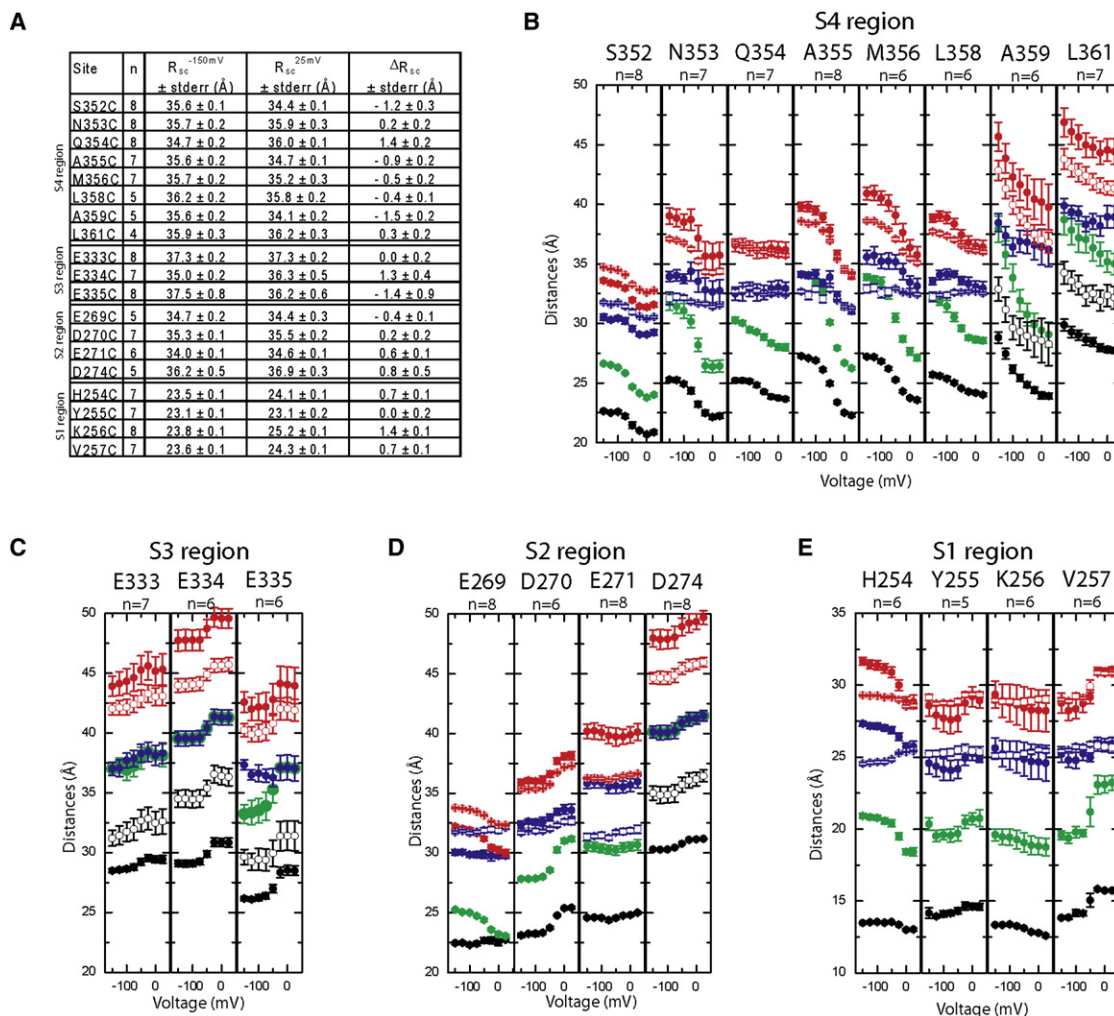 A
Site n Rsc -150mV ± stderr (Å) Rsc 25mV ± stderr (Å) ΔRsc ± stderr (Å)
S4 region
S352C 8 35.6 ± 0.1 34.4 ± 0.1 - 1.2 ± 0.3
N353C 8 35.7 ± 0.2 35.9 ± 0.3 0.2 ± 0.2
Q354C 8 34.7 ± 0.2 36.0 ± 0.1 1.4 ± 0.2
A355C 7 35.6 ± 0.2 34.7 ± 0.1 - 0.9 ± 0.2
M356C 7 35.7 ± 0.2 35.2 ± 0.3 - 0.5 ± 0.2
L358C 5 36.2 ± 0.2 35.8 ± 0.2 - 0.4 ± 0.1
A359C 5 35.6 ± 0.2 34.1 ± 0.2 - 1.5 ± 0.2
L361C 4 35.9 ± 0.3 36.2 ± 0.3 0.3 ± 0.2
S3 region
E333C 8 37.3 ± 0.2 37.3 ± 0.2 0.0 ± 0.2
E334C 7 35.0 ± 0.2 36.3 ± 0.5 1.3 ± 0.4
E335C 8 37.5 ± 0.8 36.2 ± 0.6 - 1.4 ± 0.9
S2 region
E269C 5 34.7 ± 0.2 34.4 ± 0.3 - 0.4 ± 0.1
D270C 7 35.3 ± 0.1 35.5 ± 0.1 0.2 ± 0.2
E271C 6 34.0 ± 0.1 34.6 ± 0.1 0.6 ± 0.1
D274C 5 36.2 ± 0.5 36.9 ± 0.3 0.8 ± 0.5
S1 region
H254C 7 23.5 ± 0.1 24.1 ± 0.1 0.7 ± 0.1
Y255C 7 23.1 ± 0.1 23.1 ± 0.2 0.0 ± 0.2
K256C 8 23.8 ± 0.1 25.2 ± 0.1 1.4 ± 0.1
V257C 7 23.6 ± 0.1 24.3 ± 0.1 0.7 ± 0.1
B
S4 region
S352 N353 Q354 A355 M356 L358 A359 L361
n=8 n=7 n=7 n=8 n=6 n=6 n=6 n=7
50
45
40
35
30
25
20
Distances (Å)
-100 0 -100 0 -100 0 -100 0 -100 0 -100 0 -100 0 -100 0
Voltage (mV)
C
S3 region
E333 E334 E335
n=7 n=6 n=6
50
45
40
35
30
25
20
Distances (Å)
-100 0 -100 0 -100 0
Voltage (mV)
D
S2 region
E269 D270 E271 D274
n=8 n=6 n=8 n=8
50
45
40
35
30
25
20
Distances (Å)
-100 0 -100 0 -100 0 -100 0
Voltage (mV)
E
S1 region
H254 Y255 K256 V257
n=6 n=5 n=6 n=6
35
30
25
20
15
10
Distances (Å)
-100 0 -100 0 -100 0 -100 0
Voltage (mV)